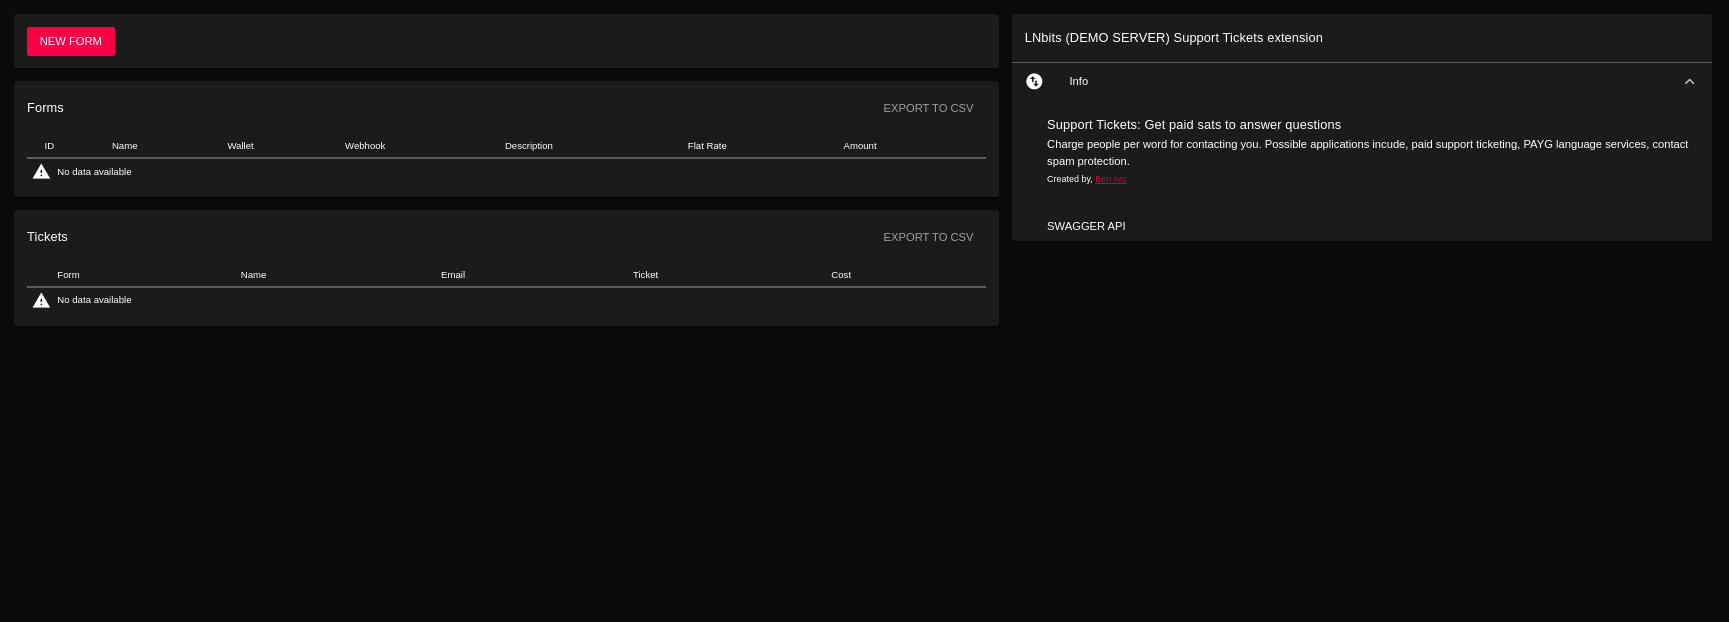 NEW FORM
Forms
EXPORT TO CSV
ID Name Wallet Webhook Description Flat Rate Amount
No data available
Tickets
EXPORT TO CSV
Form Name Email Ticket Cost
No data available
LNbits (DEMO SERVER) Support Tickets extension
Info
Support Tickets: Get paid sats to answer questions
Charge people per word for contacting you. Possible applications incude, paid support ticketing, PAYG language services, contact
spam protection.
Created by, Ben Arc
SWAGGER API